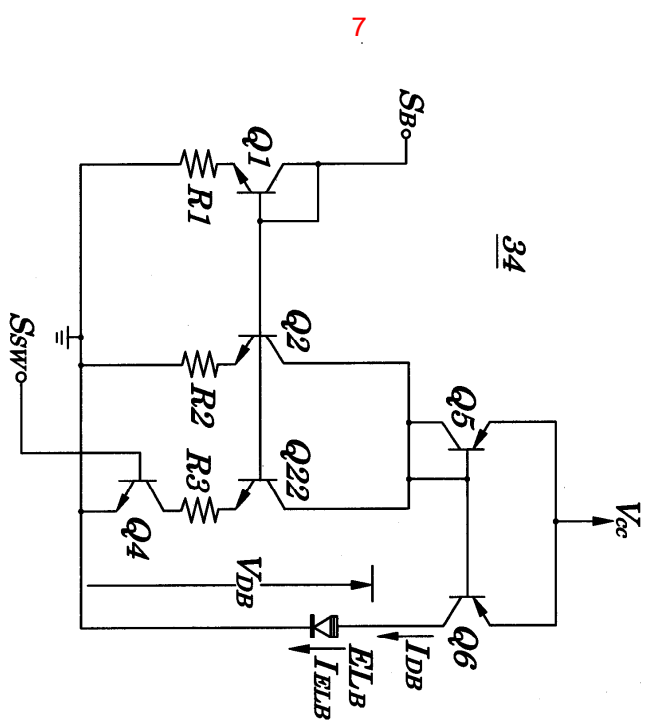 7
34
S_B
Q1
R1
Q2
R2
Q22
R3
Q4
S_SW
Q5
Q6
V_CC
V_DB
I_DB
EL_B
I_ELB